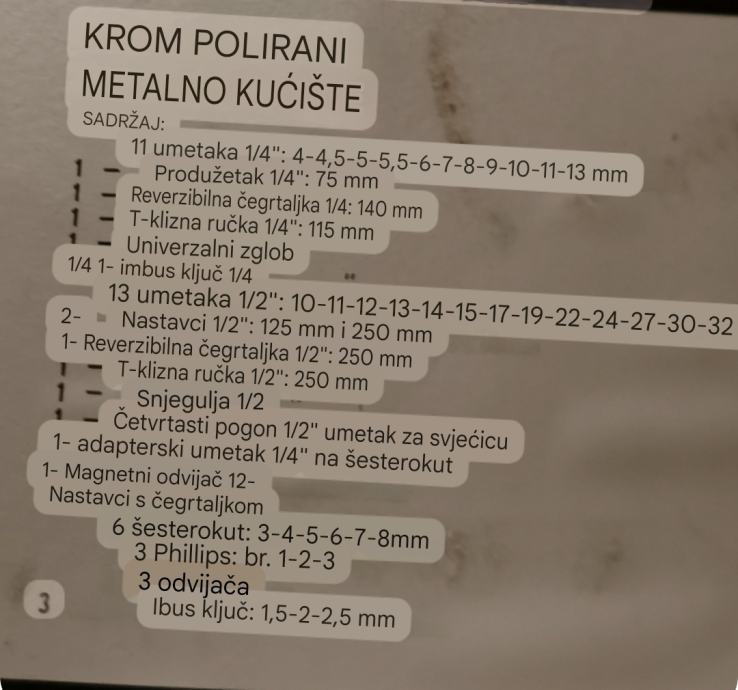 KROM POLIRANI
METALNO KUĆIŠTE
SADRŽAJ:
11 umetaka 1/4": 4-4,5-5-5,5-6-7-8-9-10-11-13 mm
1 - Produžetak 1/4": 75 mm
1 - Reverzibilna čegrtaljka 1/4: 140 mm
1 - T-klizna ručka 1/4": 115 mm
1 - Univerzalni zglob
1/4 1- imbus ključ 1/4
13 umetaka 1/2": 10-11-12-13-14-15-17-19-22-24-27-30-32
2- Nastavci 1/2": 125 mm i 250 mm
1- Reverzibilna čegrtaljka 1/2": 250 mm
1 - T-klizna ručka 1/2": 250 mm
1 - Snjegulja 1/2
1 - Četvrtasti pogon 1/2" umetak za svjećicu
1- adapterski umetak 1/4" na šesterokut
1- Magnetni odvijač 12-
Nastavci s čegrtaljkom
6 šesterokut: 3-4-5-6-7-8mm
3 Phillips: br. 1-2-3
3 odvijača
3 Ibus ključ: 1,5-2-2,5 mm